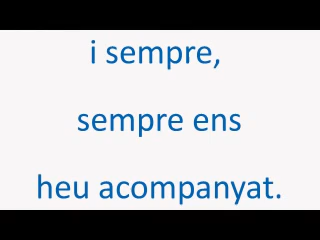 i sempre,
sempre ens
heu acompanyat.